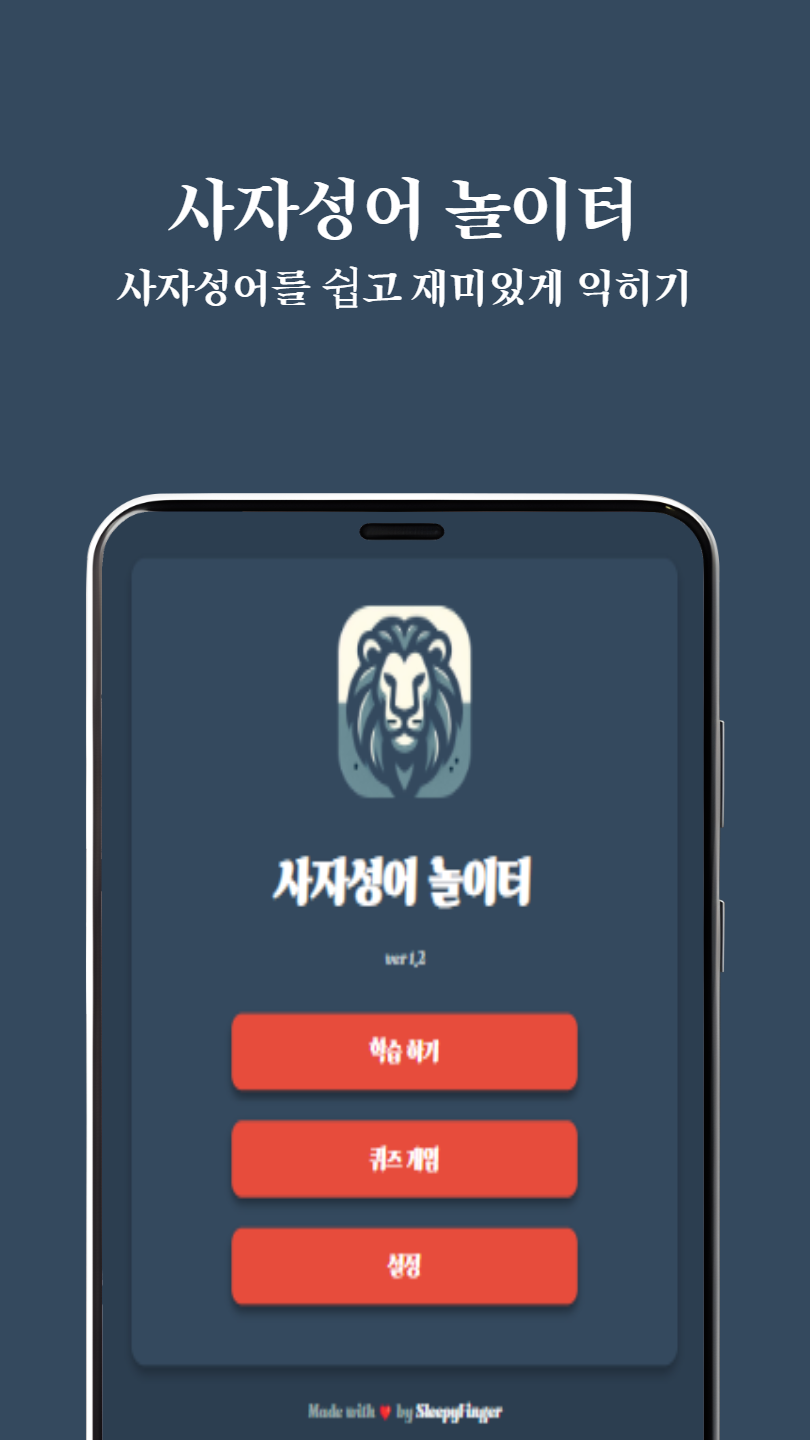 사자성어 놀이터
사자성어를 쉽고 재미있게 익히기
사자성어 놀이터
ver 1.2
학습 하기
퀴즈 게임
설정
Made with ♥ by SleepyFinger